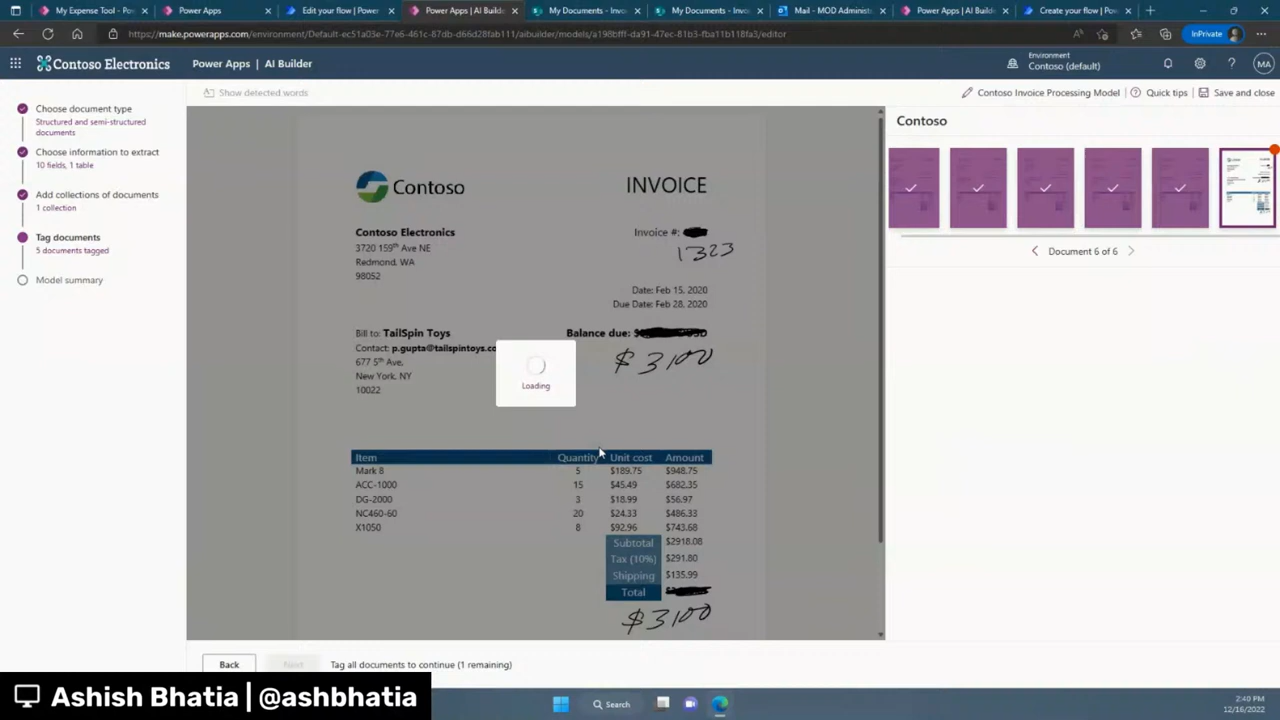 My Expense Tool - Pow
Power Apps
Edit your flow | Power
Power Apps | AI Builder
My Documents - Invoi
My Documents - Invoi
Mail - MOD Administ
Power Apps | AI Builde
Create your flow | Pow
https://make.powerapps.com/environment/Default-ec51a03e-77e6-461c-87db-d66d28fab111/aibuilder/models/a198bfff-da91-47ec-81b3-fba11b118fa3/editor
InPrivate
Contoso Electronics
Power Apps | AI Builder
Environment
Contoso (default)
MA
Choose document type
Structured and semi-structured
documents
Choose information to extract
10 fields, 1 table
Add collections of documents
1 collection
Tag documents
5 documents tagged
Model summary
Show detected words
Contoso Invoice Processing Model
Quick tips
Save and close
Contoso
INVOICE
Contoso Electronics
3720 159th Ave NE
Redmond, WA
98052
Invoice #:
1323
Date: Feb 15, 2020
Due Date: Feb 28, 2020
Bill to: TailSpin Toys
Contact: p.gupta@tailspintoys.co
677 5th Ave,
New York, NY
10022
Balance due:
$3100
Loading
Item Quantity Unit cost Amount
Mark 8 5 $189.75 $948.75
ACC-1000 15 $45.49 $682.35
DG-2000 3 $18.99 $56.97
NC460-60 20 $24.33 $486.33
X1050 8 $92.96 $743.68
Subtotal $2918.08
Tax (10%) $291.80
Shipping $135.99
Total
$3100
Contoso
Document 6 of 6
Back
Next
Tag all documents to continue (1 remaining)
Ashish Bhatia | @ashbhatia
Search
2:40 PM
12/16/2022